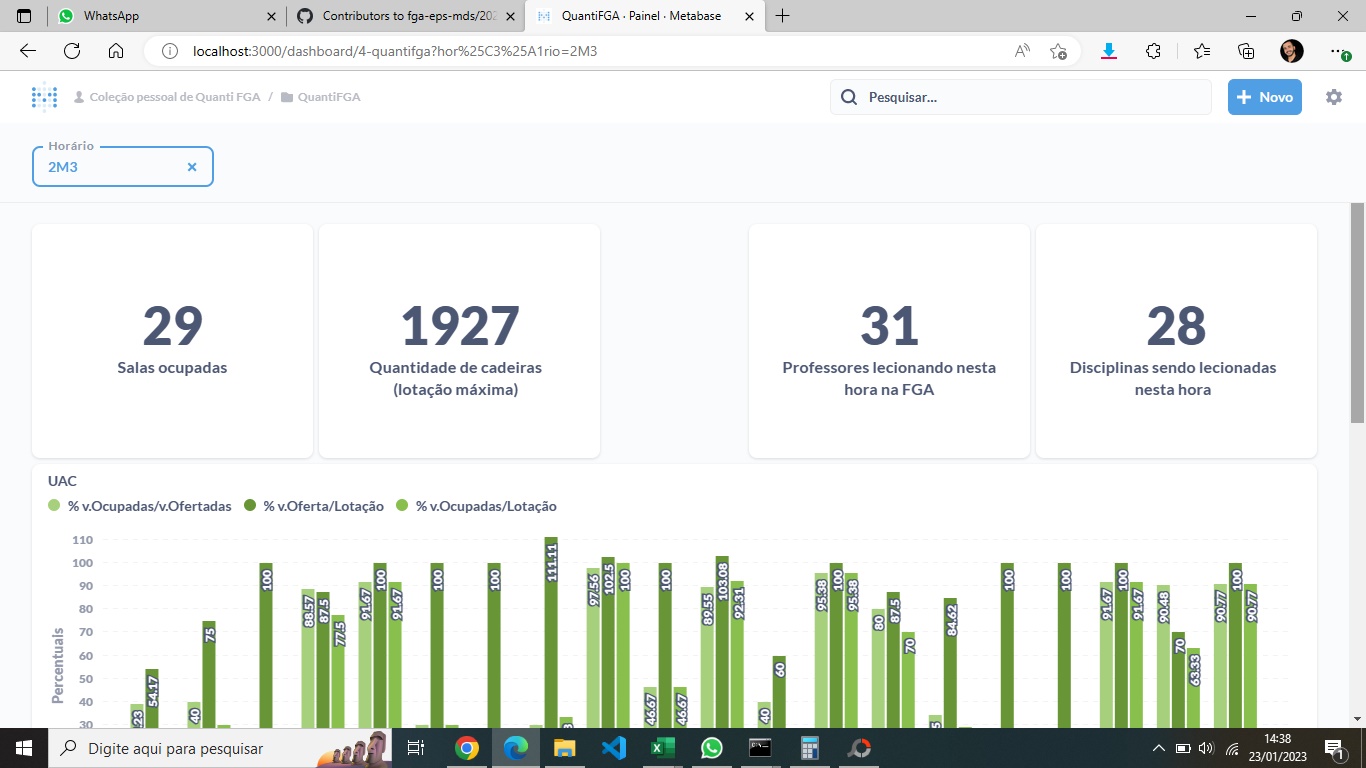 WhatsApp
Contributors to fga-eps-mds/202
QuantiFGA · Painel · Metabase
localhost:3000/dashboard/4-quantifga?hor%25C3%25A1rio=2M3
Coleção pessoal de Quanti FGA / QuantiFGA
Pesquisar...
Novo
Horário
2M3
29
Salas ocupadas
1927
Quantidade de cadeiras
(lotação máxima)
31
Professores lecionando nesta
hora na FGA
28
Disciplinas sendo lecionadas
nesta hora
UAC
% v.Ocupadas/v.Ofertadas
% v.Oferta/Lotação
% v.Ocupadas/Lotação
Percentuais
110
100
90
80
70
60
50
40
30
54.17
40
75
100
88.57
87.5
77.5
91.67
100
91.67
100
100
111.11
97.56
102.5
100
46.67
100
46.67
89.55
103.08
92.31
40
60
95.38
100
95.38
80
87.5
70
84.62
100
100
91.67
100
91.67
90.48
70
63.33
90.77
100
90.77
Digite aqui para pesquisar
14:38
23/01/2023
1